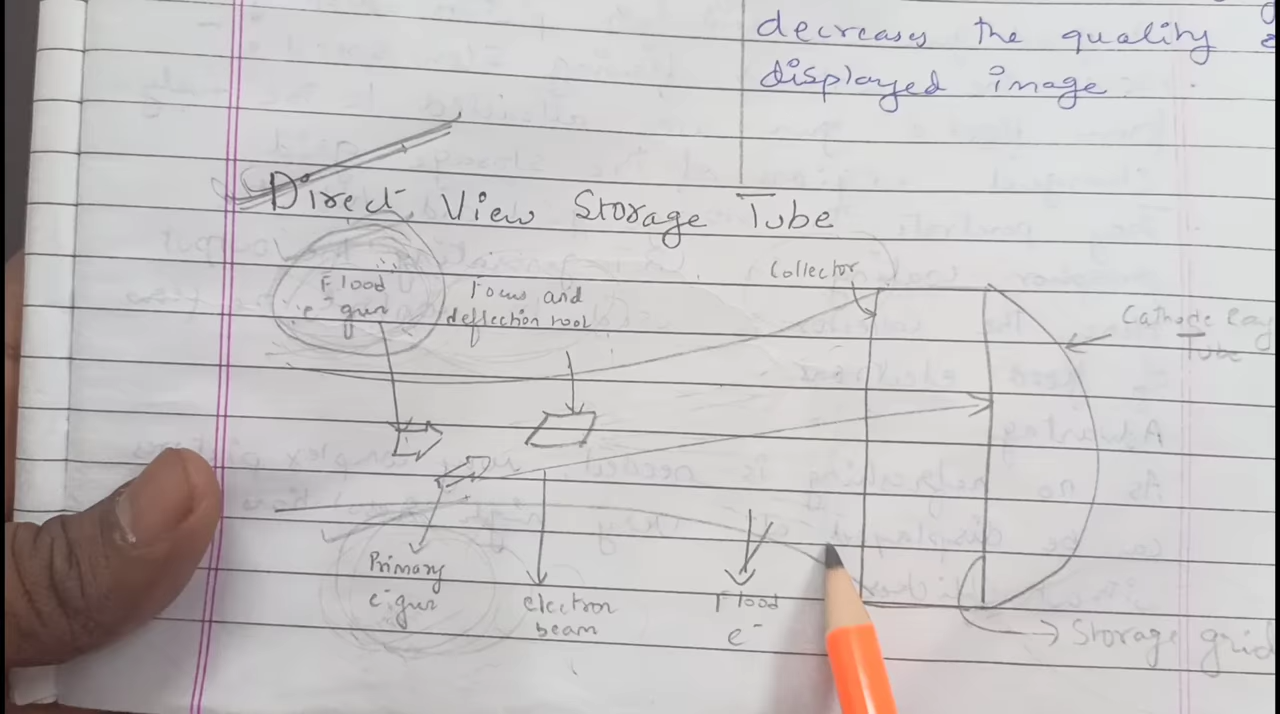 decreases the quality
displayed image
Direct View Storage Tube
Flood
e⁻ gun
Focus and
deflection
Collector
Cathode Ray
Tube
Primary
e⁻ gun
electron
beam
Flood
e⁻
Storage grid